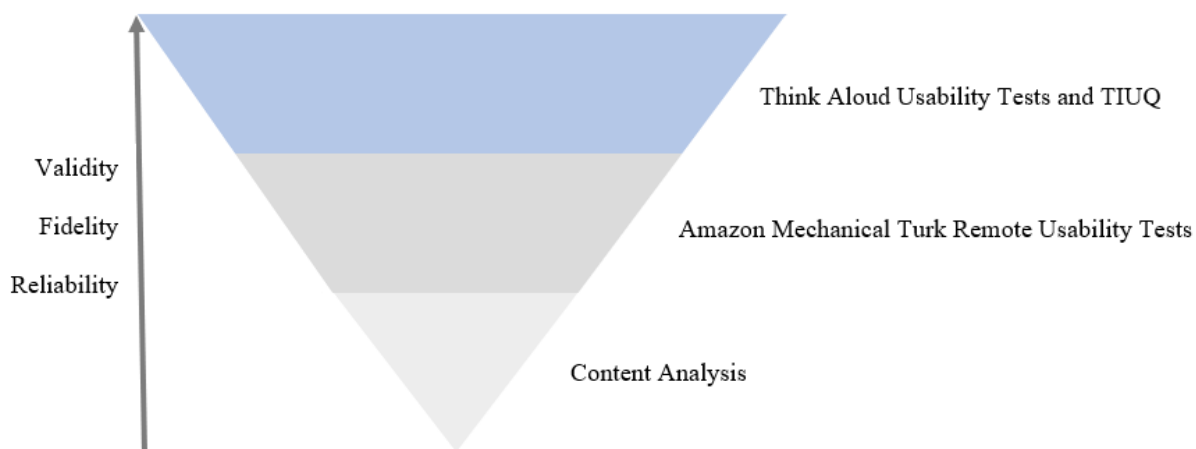 Think Aloud Usability Tests and TIUQ
Validity
Fidelity
Amazon Mechanical Turk Remote Usability Tests
Reliability
Content Analysis